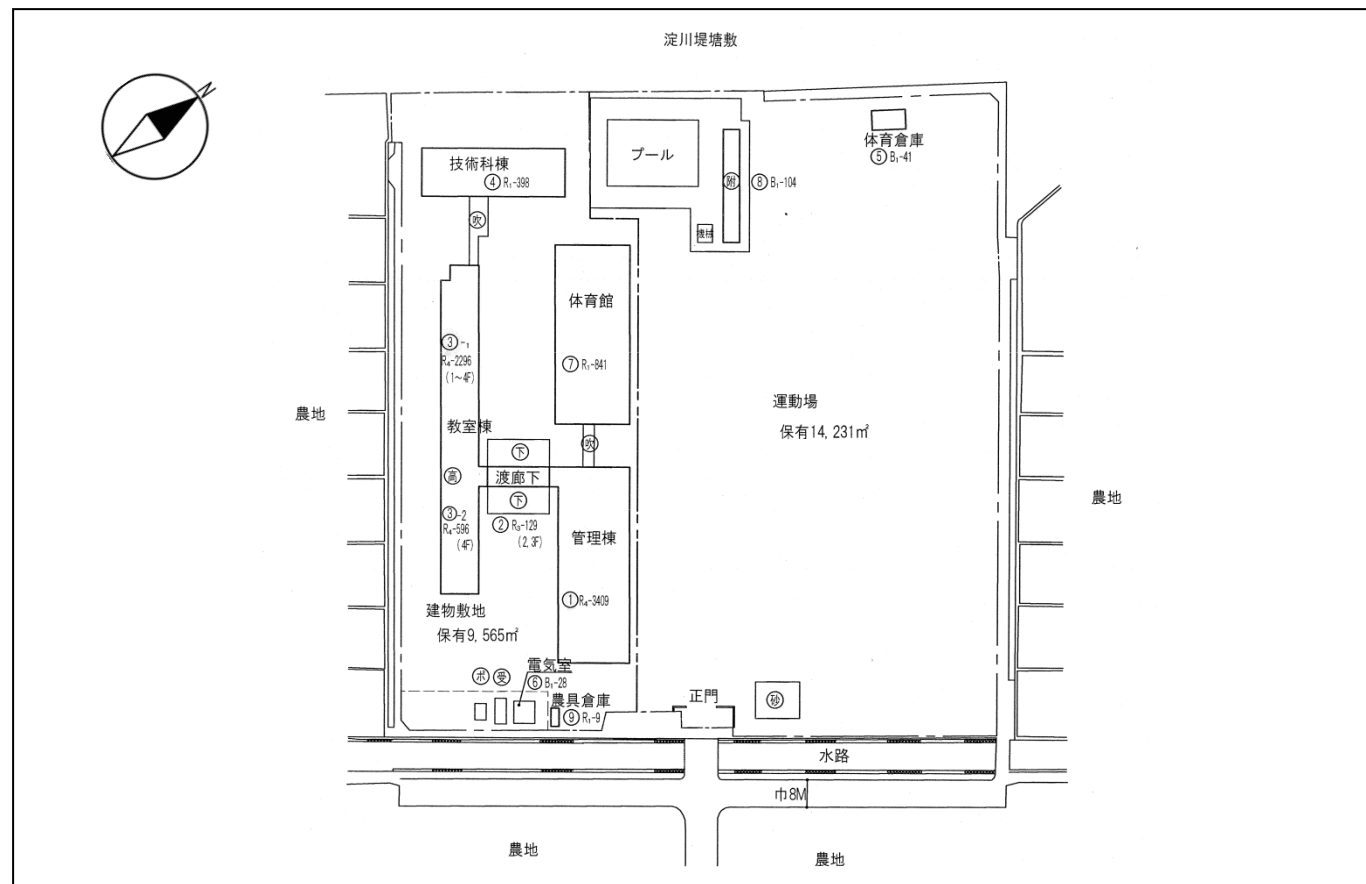 淀川堤塘敷
N
体育倉庫
⑤ B₁-41
プール
技術科棟
④ R₁-398
附
⑧ B₁-104
吹
機械
体育館
⑦ R₁-841
③-₁
R₄-2296
(1~4F)
農地
教室棟
運動場
保有14,231㎡
下
吹
渡廊下
高
下
③-2
R₄-596
(4F)
② R₃-129
(2,3F)
管理棟
農地
① R₄-3409
建物敷地
保有9,565㎡
電気室
ポ
受
⑥ B₁-28
農具倉庫
⑨ R₁-9
正門
砂
水路
巾8M
農地
農地